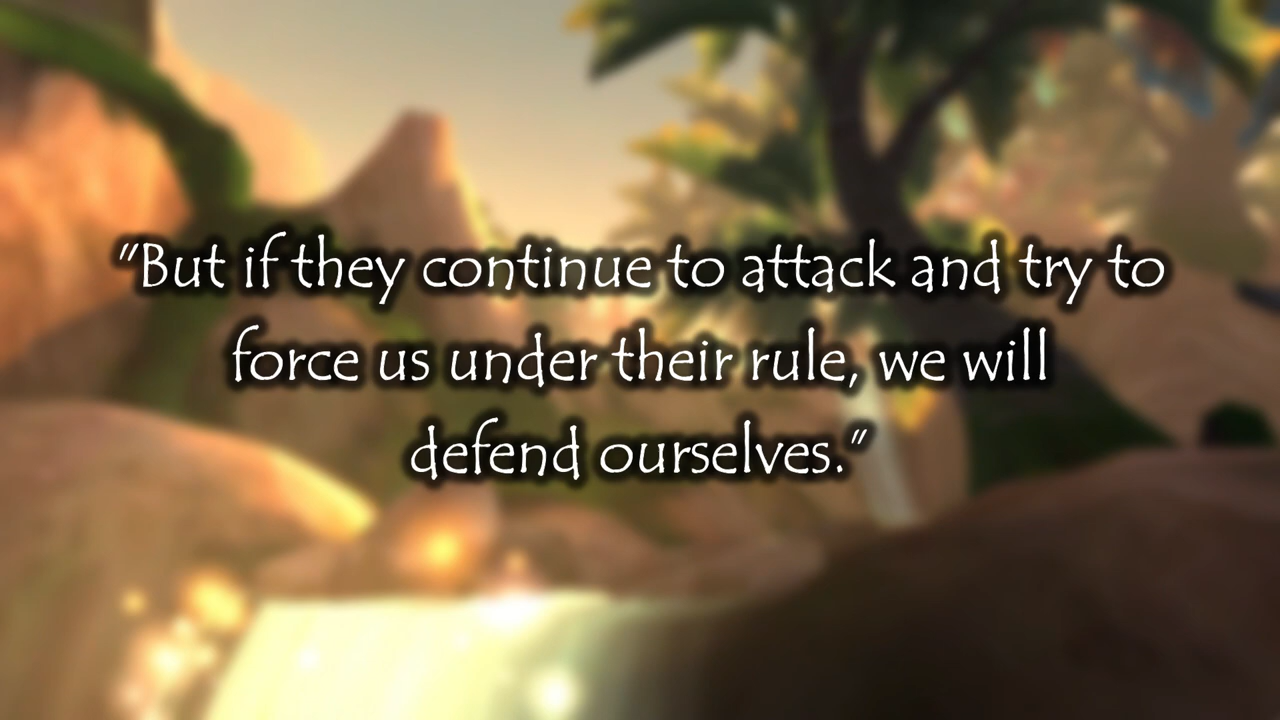 "But if they continue to attack and try to
force us under their rule, we will
defend ourselves."